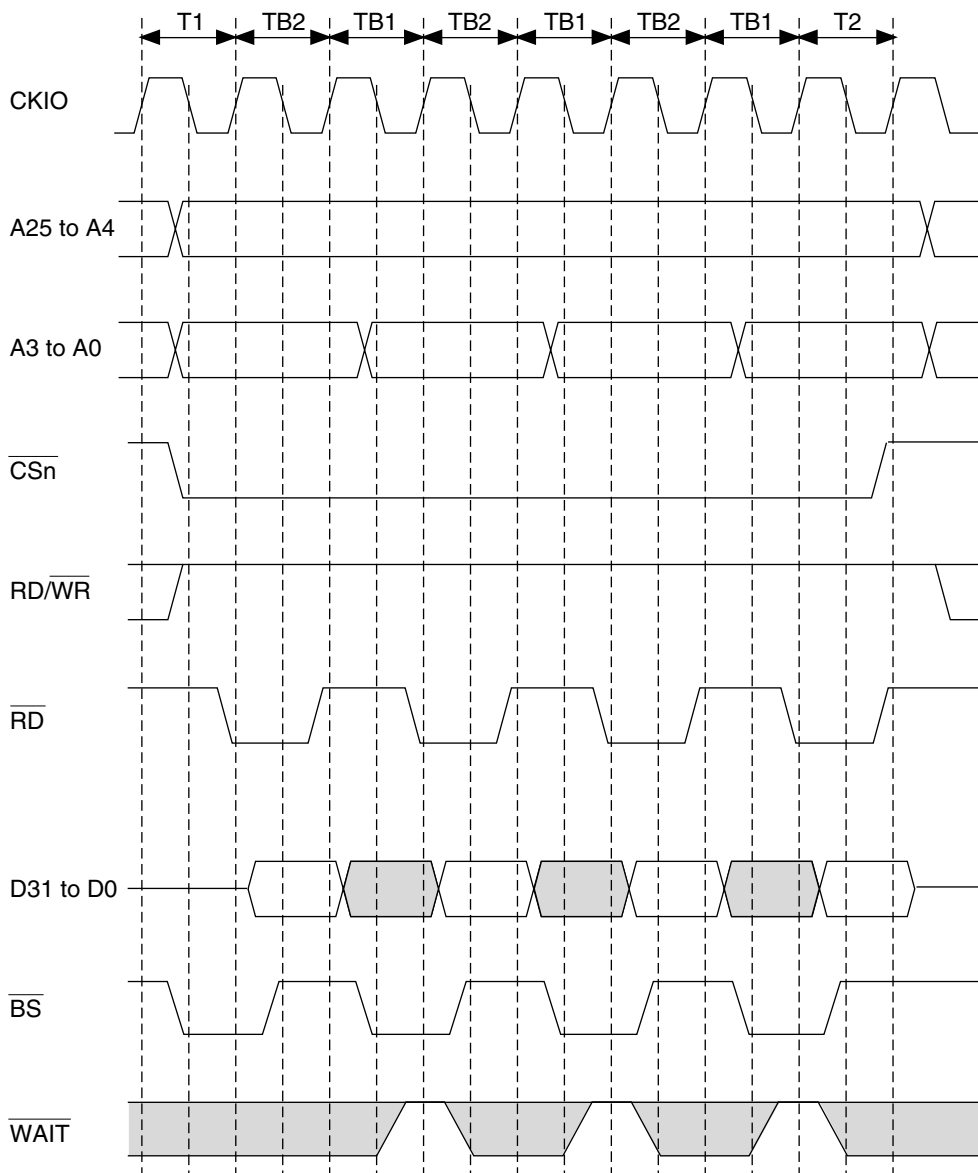 T1 TB2 TB1 TB2 TB1 TB2 TB1 T2
CKIO
A25 to A4
A3 to A0
CSn
RD/WR
RD
D31 to D0
BS
WAIT